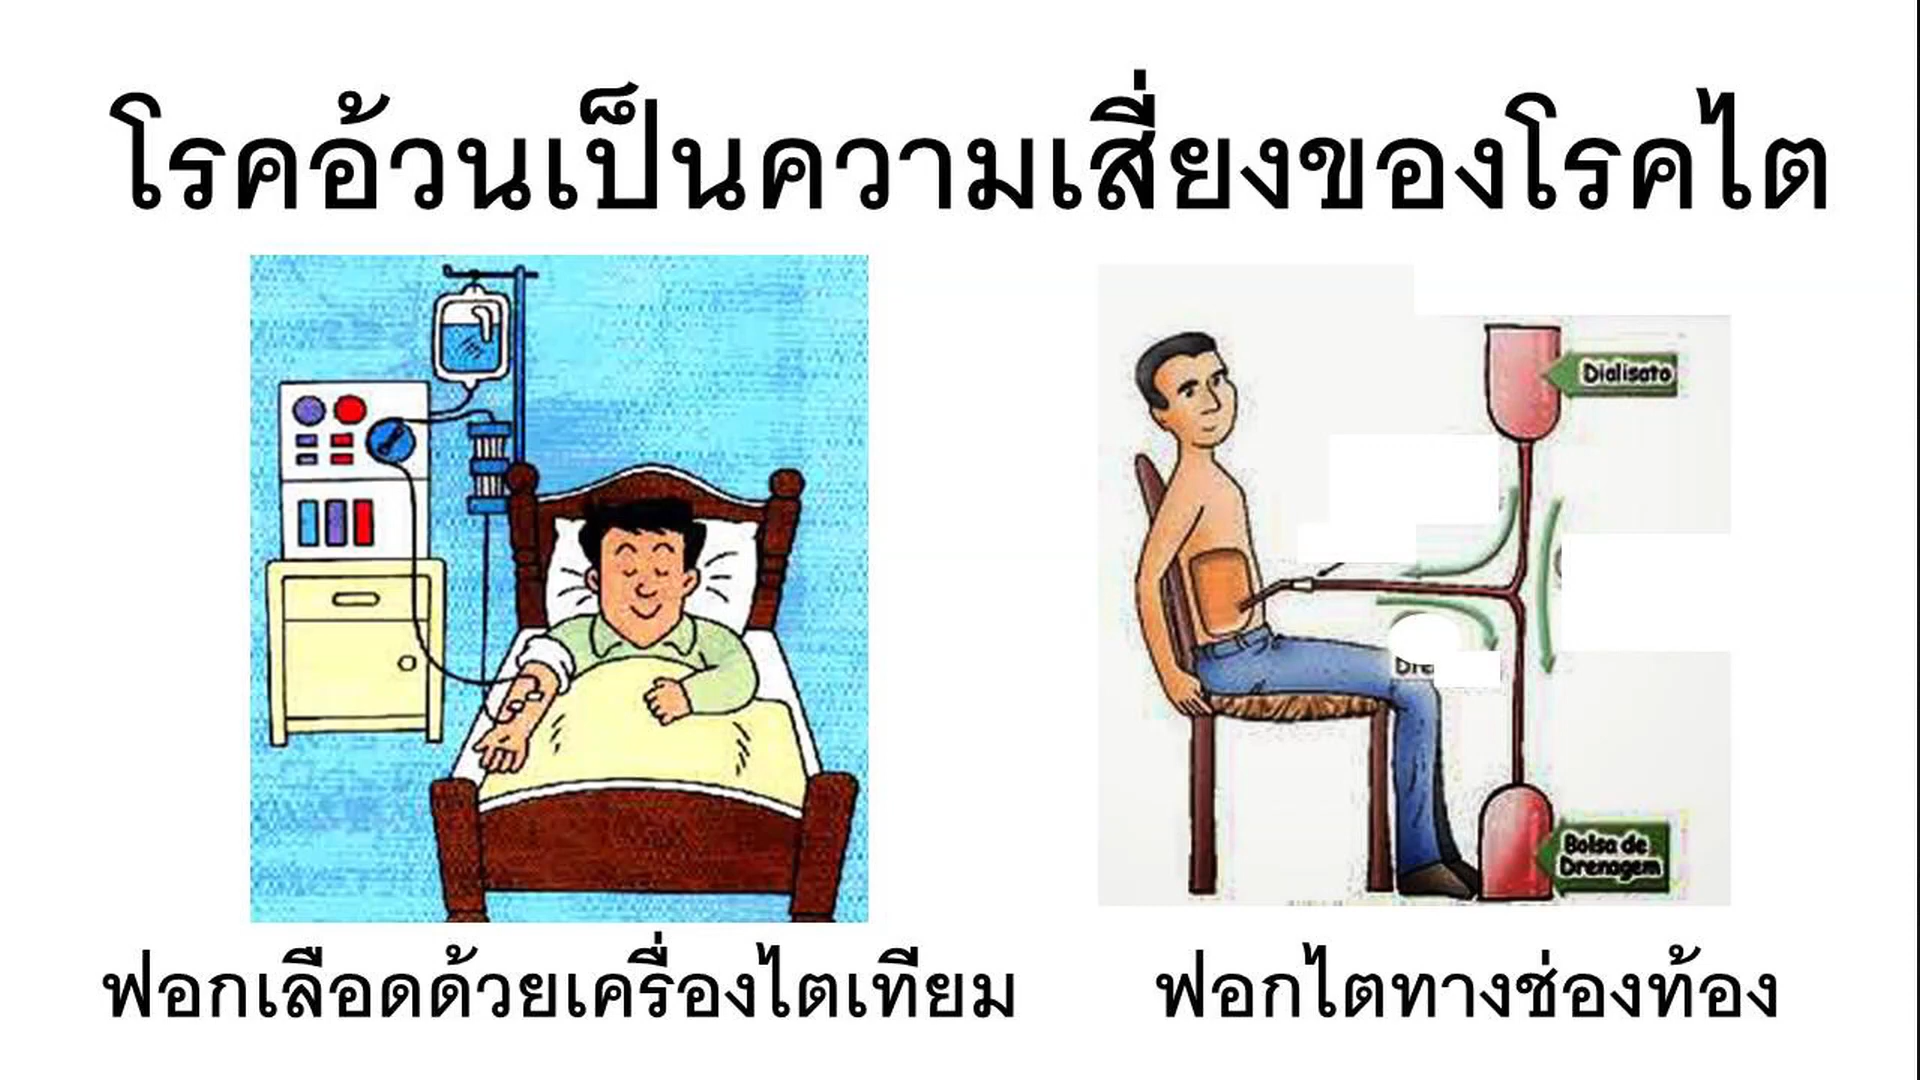 โรคอ้วนเป็นความเสี่ยงของโรคไต
Dialisato
Bolsa de
Drenagem
ฟอกเลือดด้วยเครื่องไตเทียม
ฟอกไตทางช่องท้อง